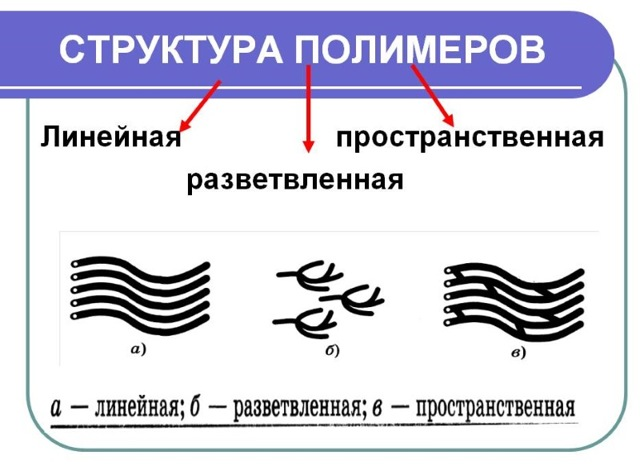 СТРУКТУРА ПОЛИМЕРОВ
Линейная пространственная
разветвленная
а) б) в)
а — линейная; б — разветвленная; в — пространственная